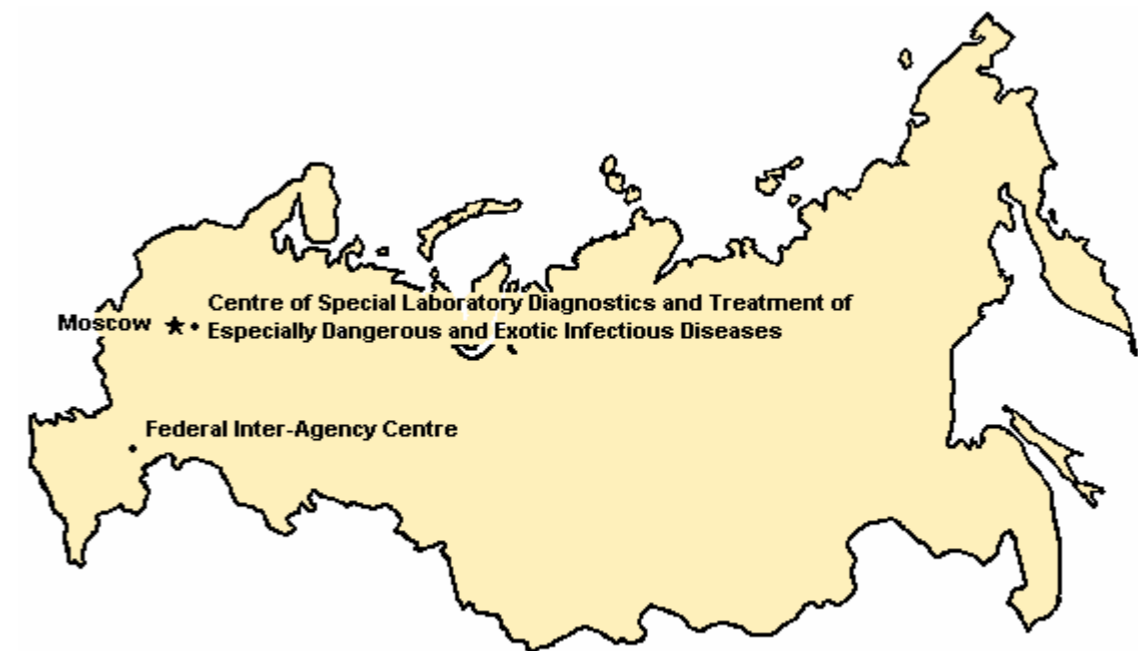 Centre of Special Laboratory Diagnostics and Treatment of
Moscow
Especially Dangerous and Exotic Infectious Diseases
Federal Inter-Agency Centre